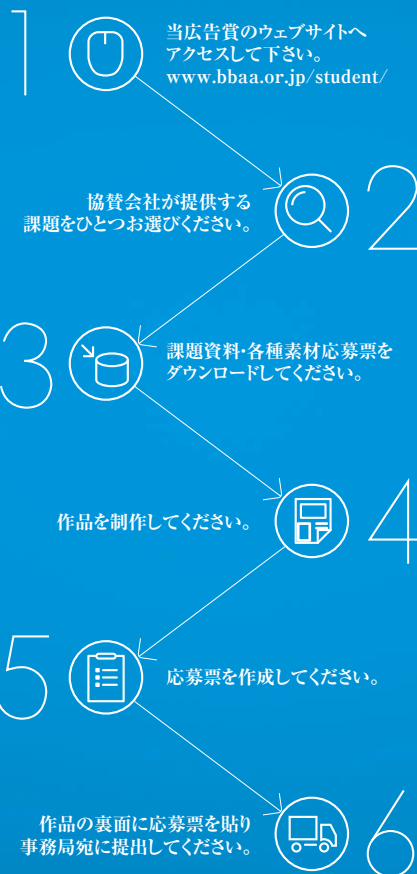 1
当広告賞のウェブサイトへ
アクセスして下さい。
www.bbaa.or.jp/student/
2
協賛会社が提供する
課題をひとつお選びください。
3
課題資料・各種素材応募票を
ダウンロードしてください。
4
作品を制作してください。
5
応募票を作成してください。
6
作品の裏面に応募票を貼り
事務局宛に提出してください。